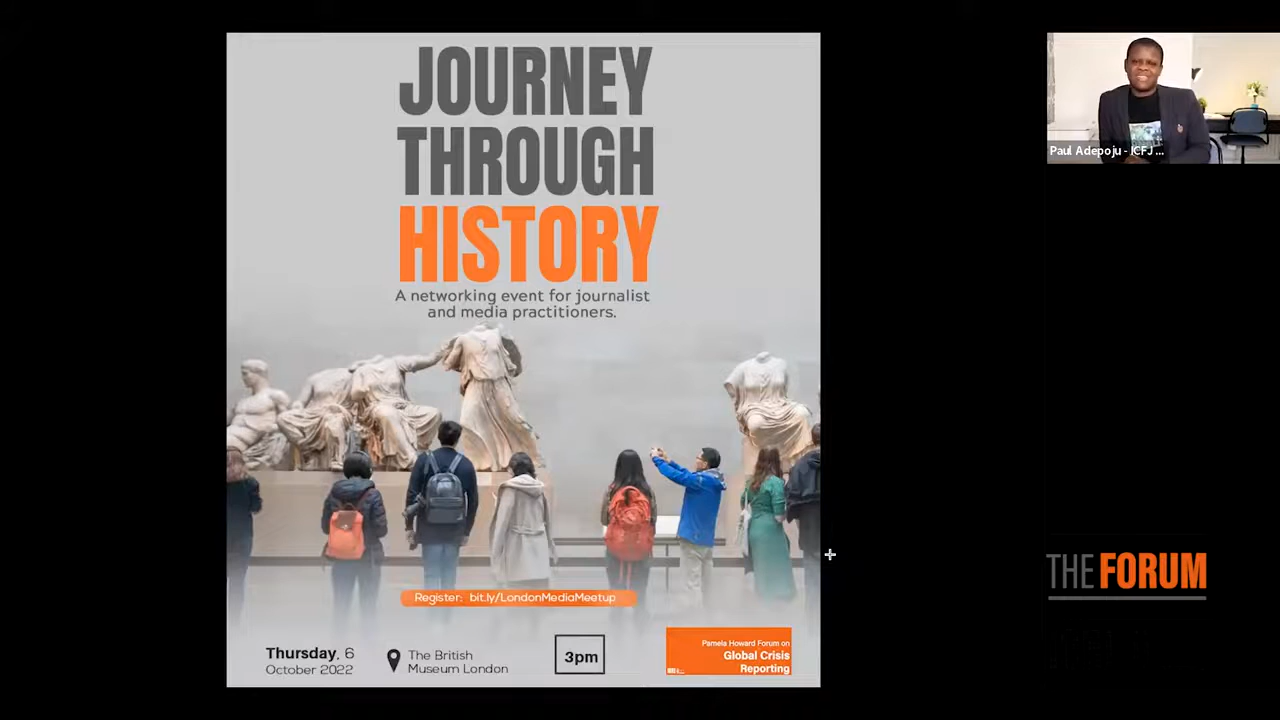 JOURNEY
THROUGH
HISTORY
A networking event for journalist
and media practitioners.
Register: bit.ly/LondonMediaMeetup
Thursday, 6
October 2022
The British
Museum London
3pm
Pamela Howard Forum on
Global Crisis
Reporting
Paul Adepoju - ICFJ ...
THE FORUM